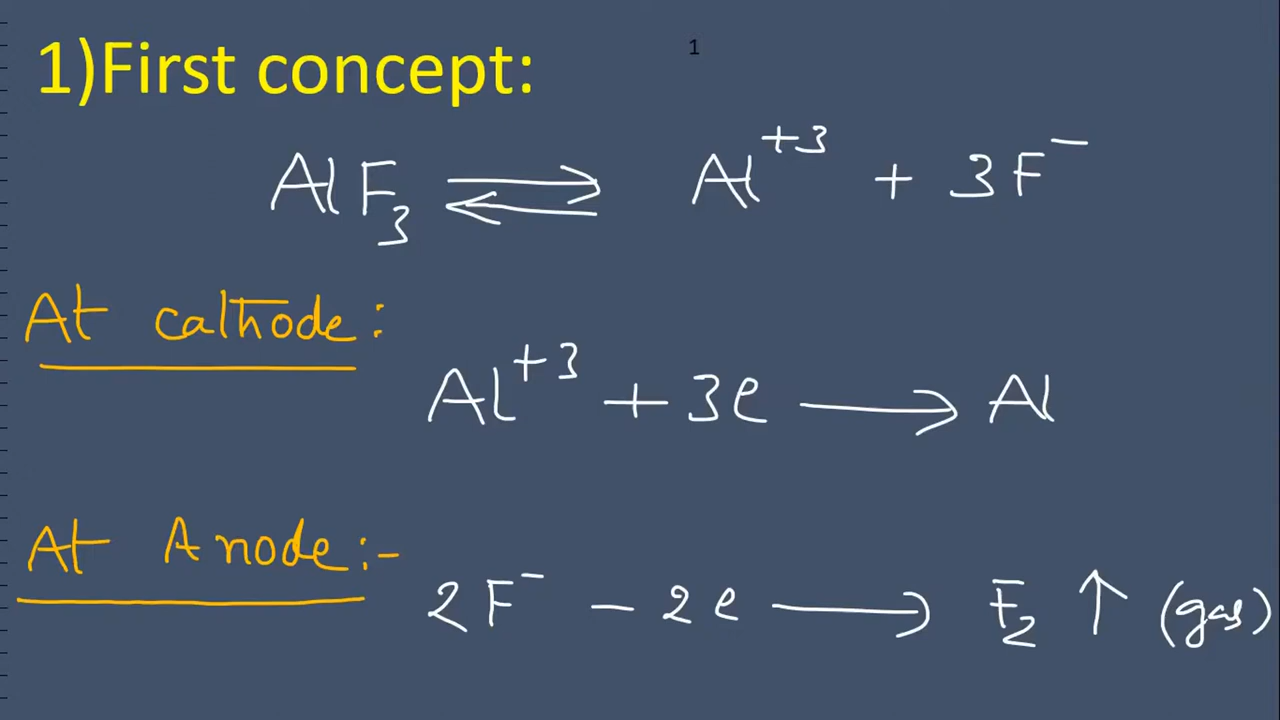 1)First concept:
1
AlF₃ ⇌ Al⁺³ + 3F⁻
At cathode:
Al⁺³ + 3e ⟶ Al
At Anode:-
2F⁻ – 2e ⟶ F₂ ↑ (gas)